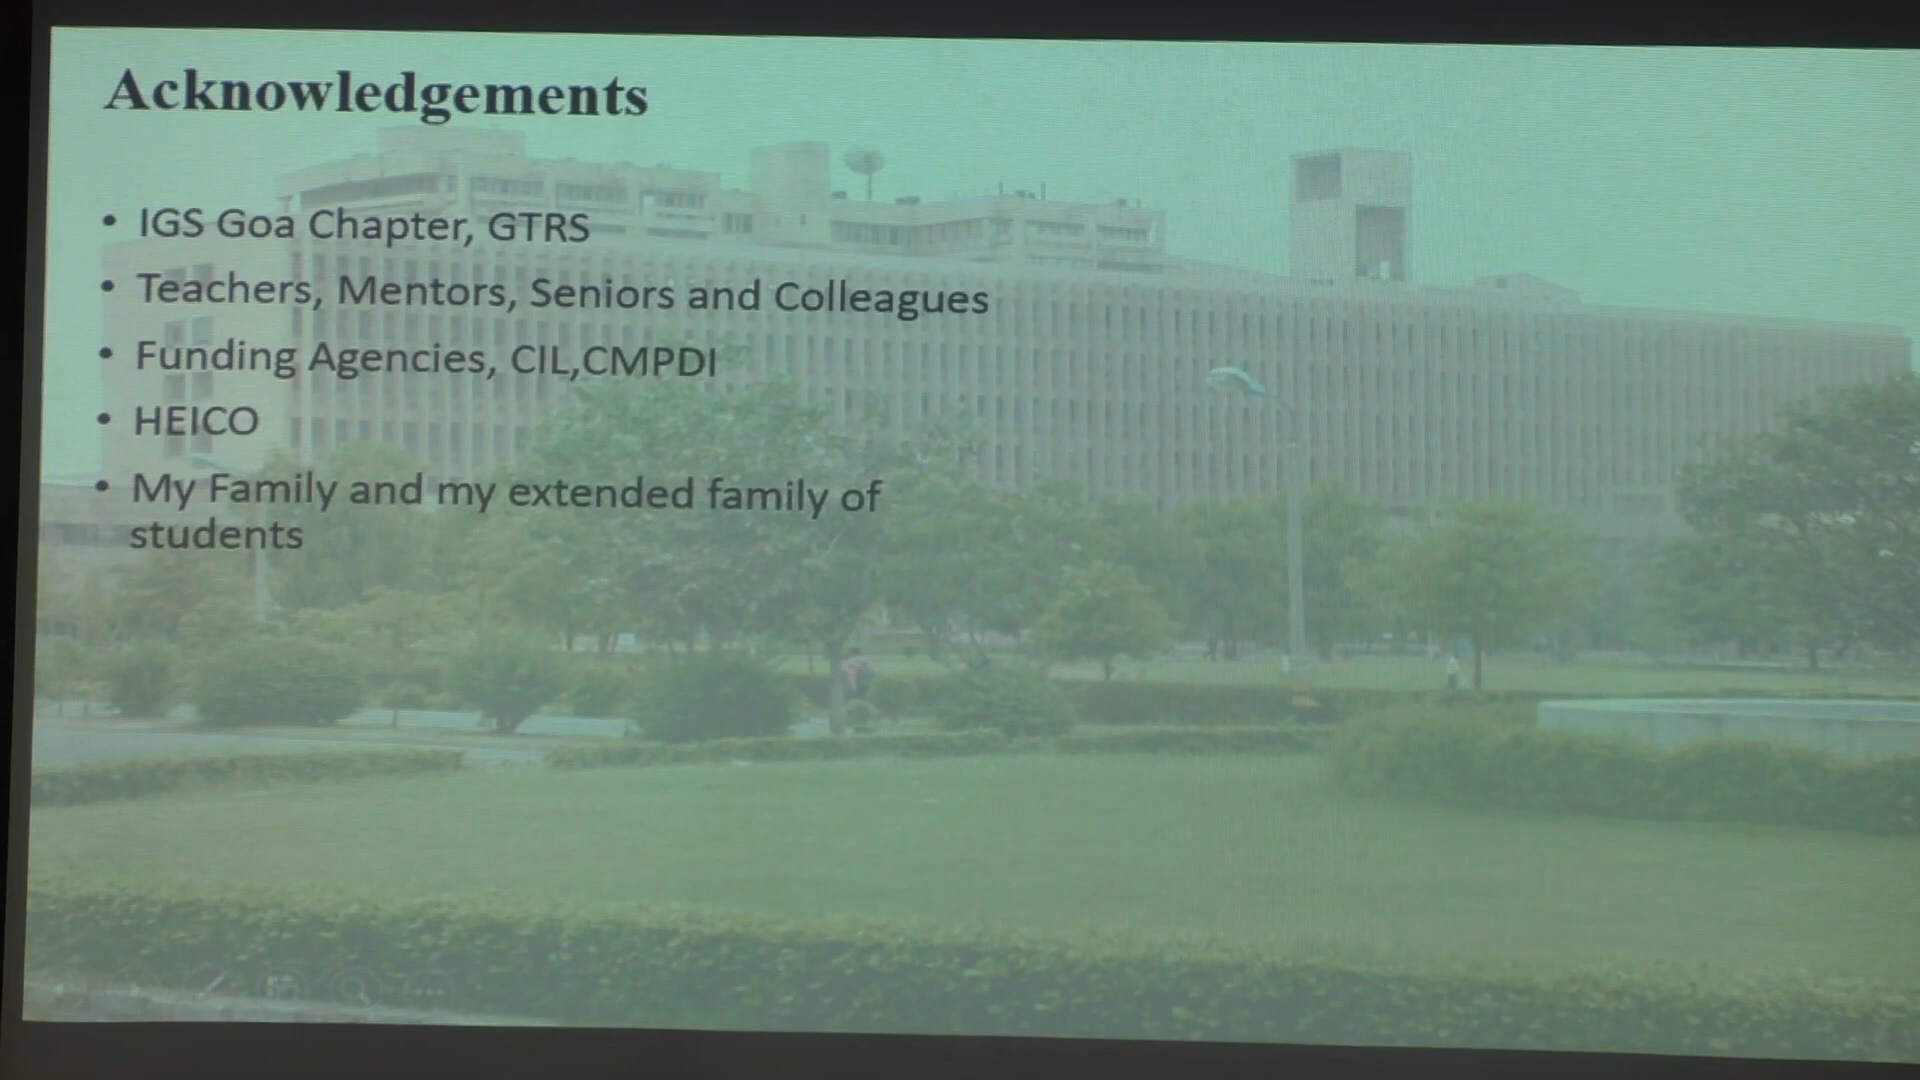 Acknowledgements
• IGS Goa Chapter, GTRS
• Teachers, Mentors, Seniors and Colleagues
• Funding Agencies, CIL,CMPDI
• HEICO
• My Family and my extended family of
students